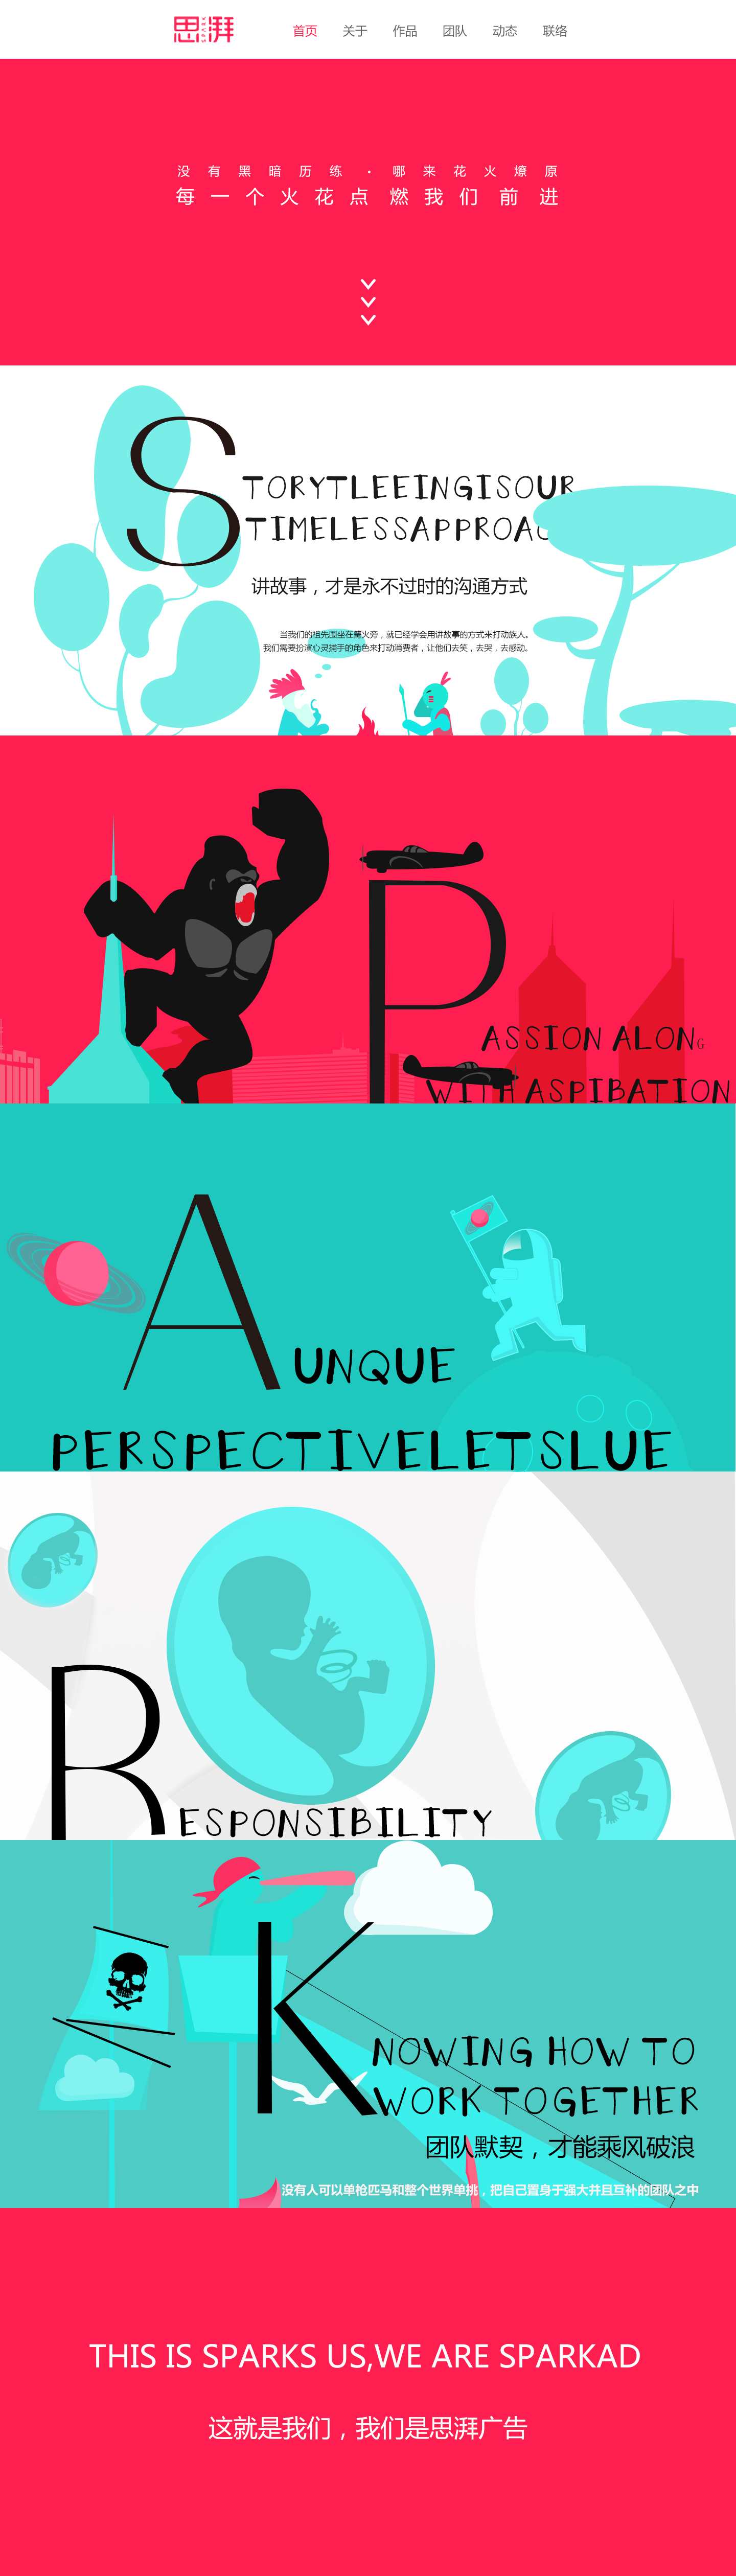 思湃
首页 关于 作品 团队 动态 联络
没有黑暗历练·哪来花火燎原
每一个火花点燃我们前进
S
TORYTLEEINGISOUR
TIMELESSAPPROAC
讲故事，才是永不过时的沟通方式
当我们的祖先围坐在篝火旁，就已经学会用讲故事的方式来打动族人。
我们需要扮演心灵捕手的角色来打动消费者，让他们去笑，去哭，去感动。
P
ASSION ALONG
WITH ASPIBATION
A
UNQUE
PERSPECTIVELETSLUE
R
ESPONSIBILITY
K
NOWING HOW TO
WORK TOGETHER
团队默契，才能乘风破浪
没有人可以单枪匹马和整个世界单挑，把自己置身于强大并且互补的团队之中
THIS IS SPARKS US,WE ARE SPARKAD
这就是我们，我们是思湃广告